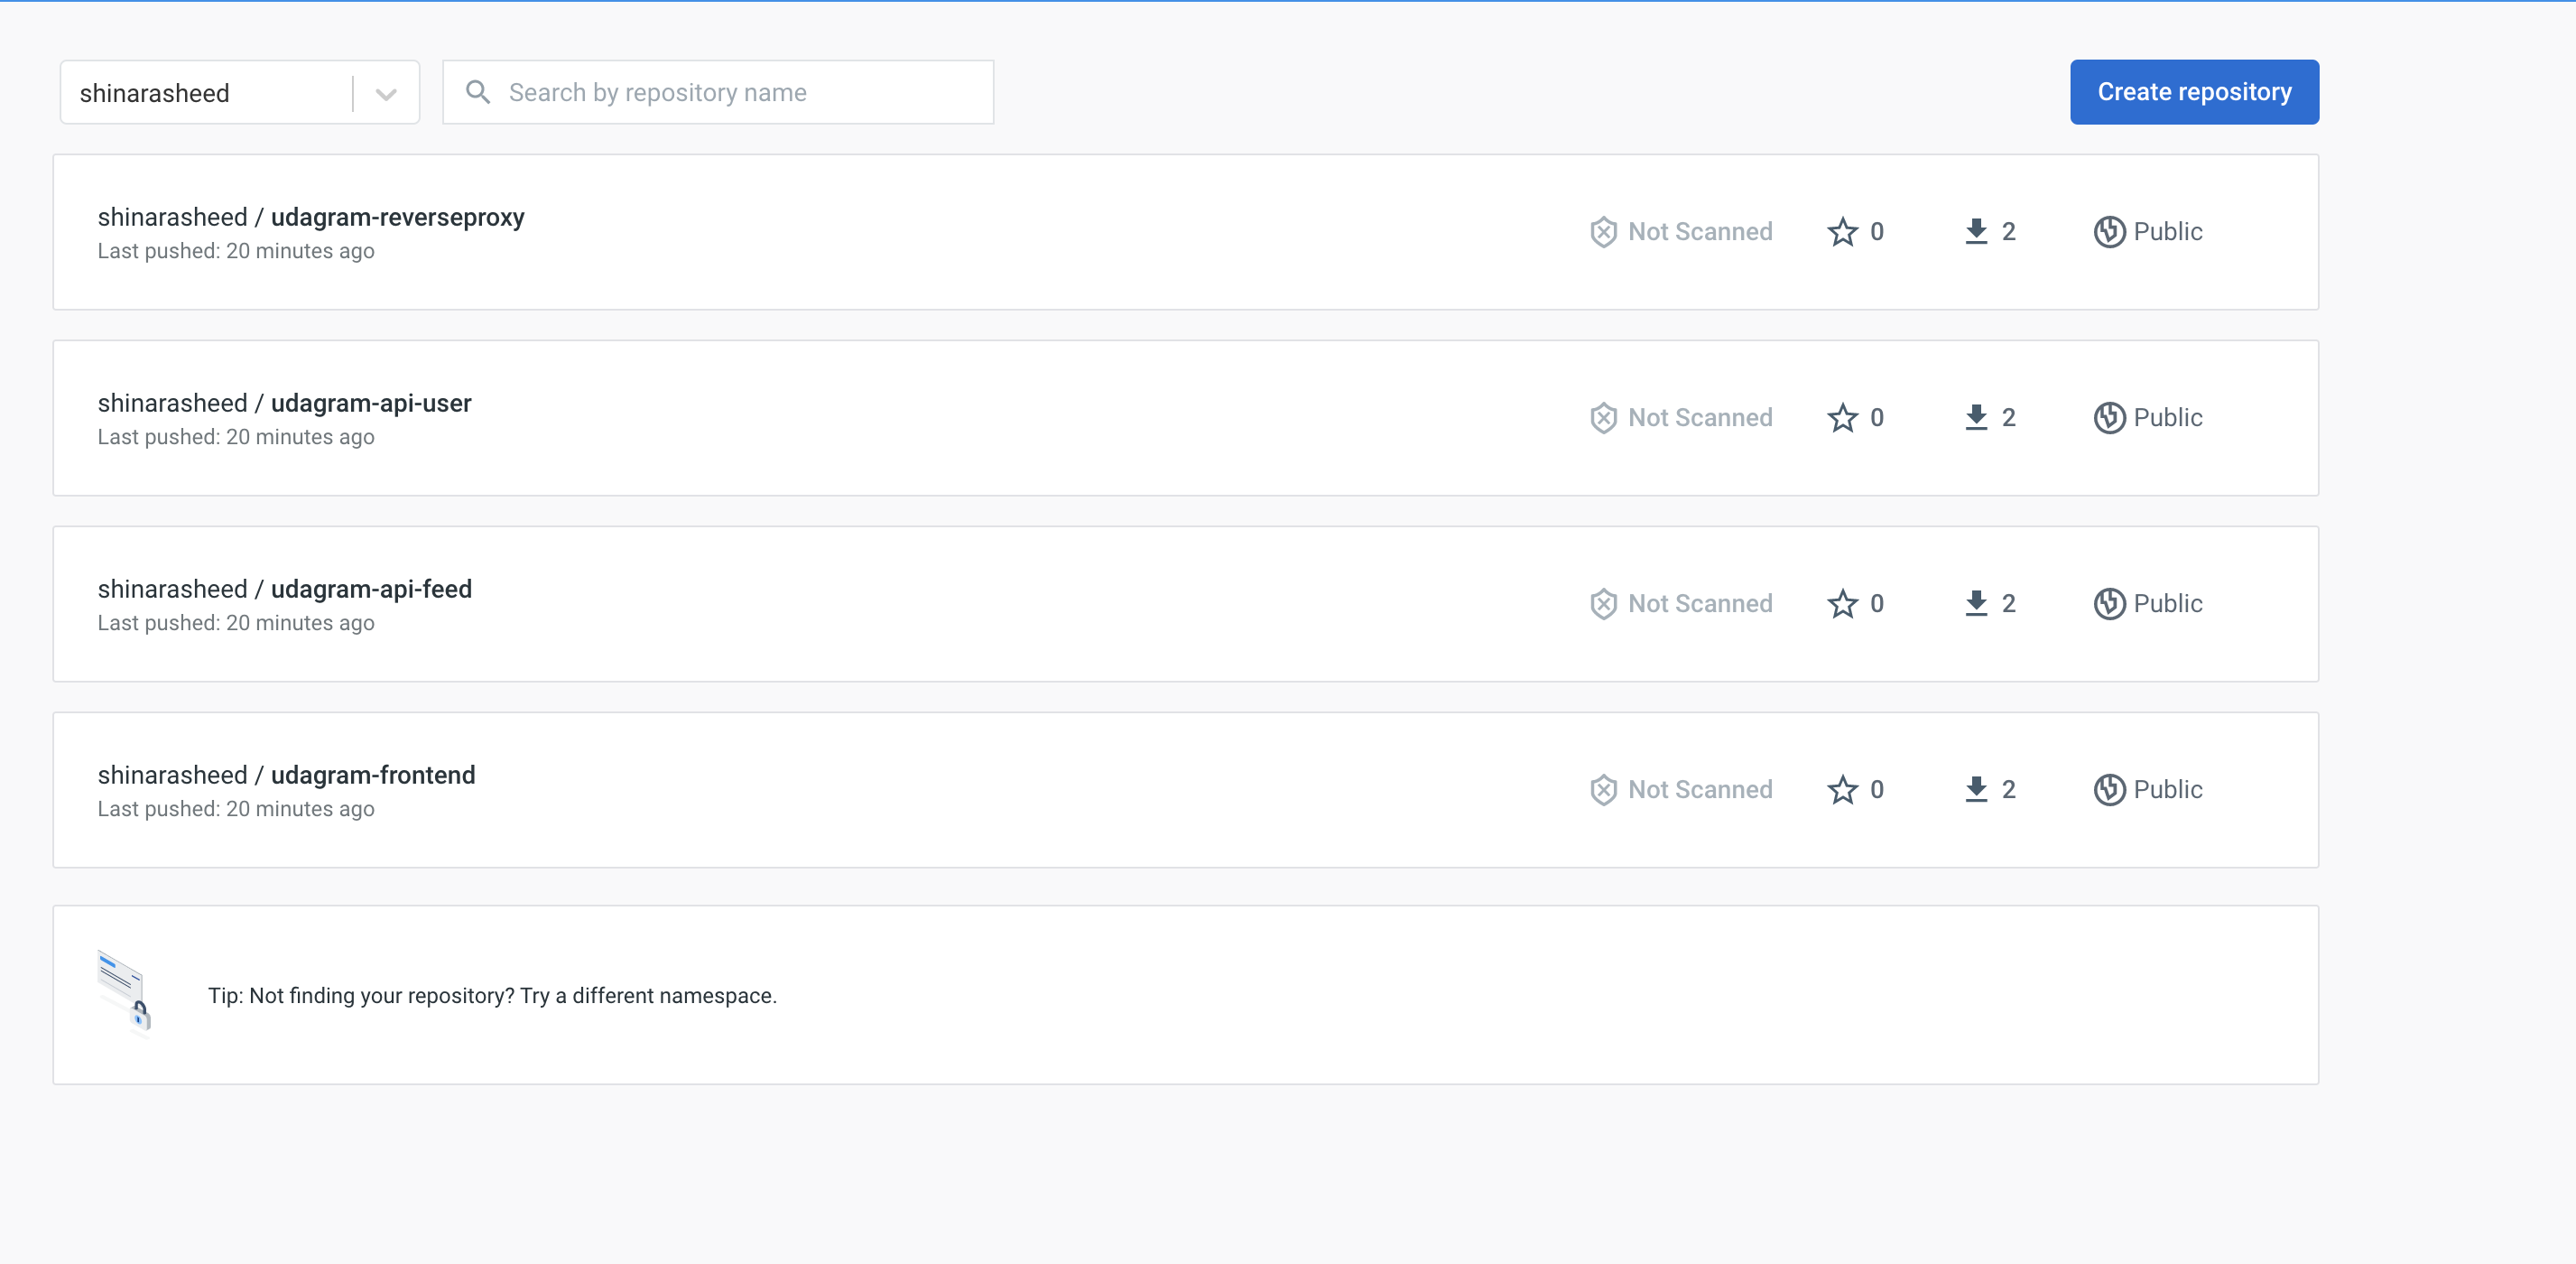 shinarasheed
Search by repository name
Create repository
shinarasheed / udagram-reverseproxy
Last pushed: 20 minutes ago
Not Scanned
0
2
Public
shinarasheed / udagram-api-user
Last pushed: 20 minutes ago
Not Scanned
0
2
Public
shinarasheed / udagram-api-feed
Last pushed: 20 minutes ago
Not Scanned
0
2
Public
shinarasheed / udagram-frontend
Last pushed: 20 minutes ago
Not Scanned
0
2
Public
Tip: Not finding your repository? Try a different namespace.